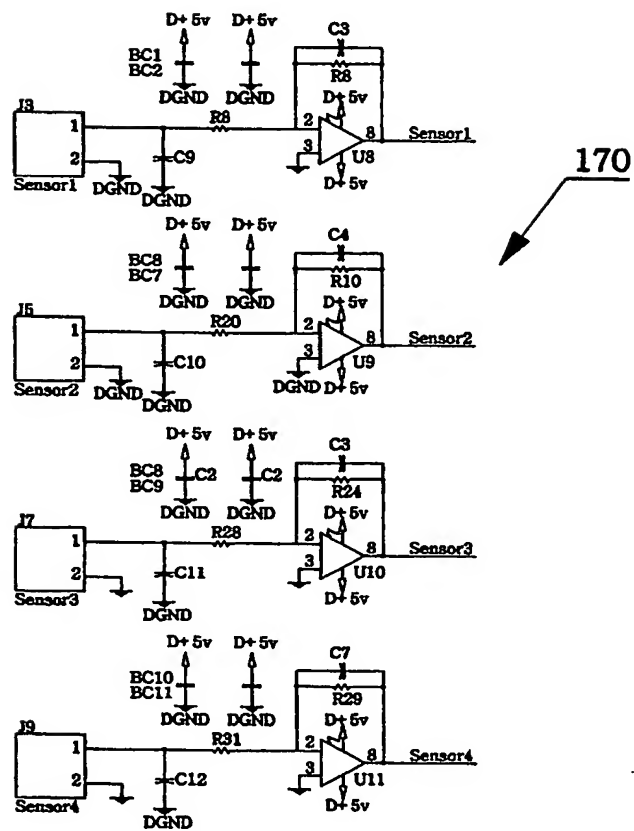 D+ 5v D+ 5v C3
BC1
BC2 R8
DGND DGND D+ 5v
J3 R8
1 2 8 Sensor1
C9 3 U8
2
Sensor1 DGND DGND D+ 5v
170
D+ 5v D+ 5v C4
BC8
BC7 R10
DGND DGND D+ 5v
J5 R20
1 2 8 Sensor2
C10 3 U9
2
Sensor2 DGND DGND DGND D+ 5v
D+ 5v D+ 5v C3
BC8 C2 C2
BC9 R24
DGND DGND D+ 5v
J7 R28
1 2 8 Sensor3
C11 3 U10
2
Sensor3 DGND D+ 5v
D+ 5v D+ 5v C7
BC10
BC11 R29
DGND DGND D+ 5v
J9 R31
1 2 8 Sensor4
C12 3 U11
2
Sensor4 DGND D+ 5v